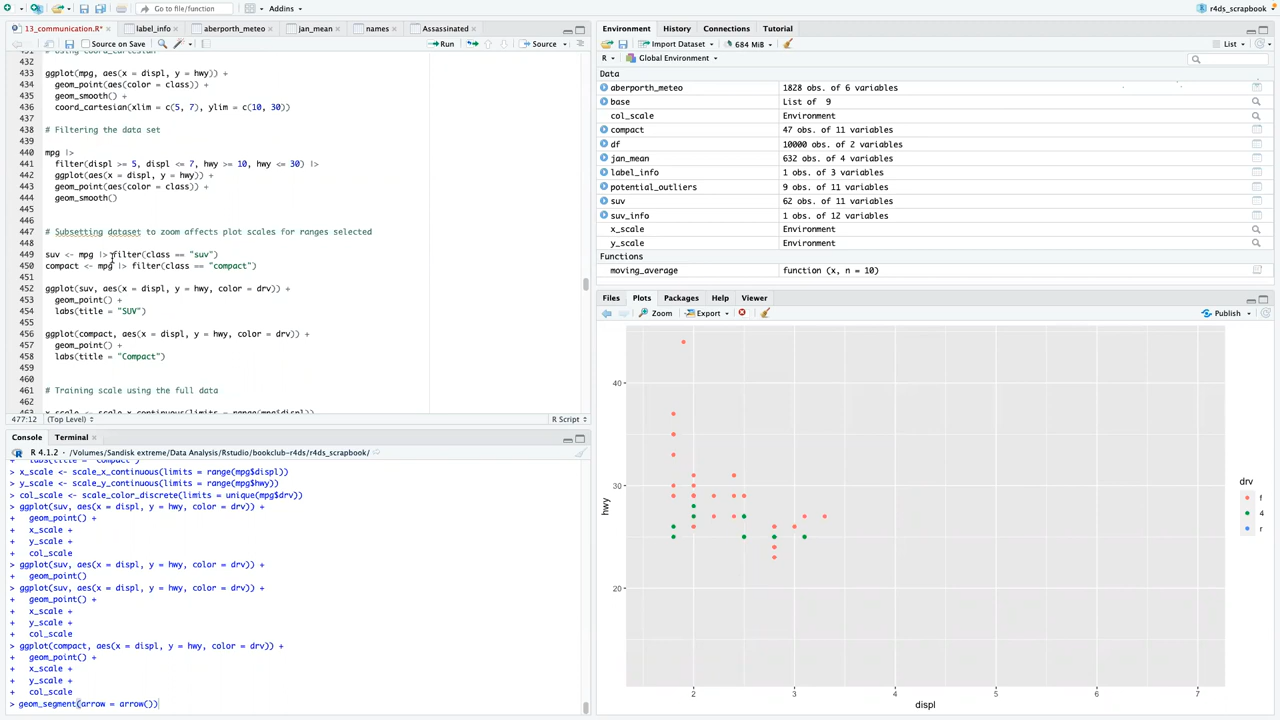 Go to file/function
Addins
r4ds_scrapbook
13_communication.R*
label_info
aberporth_meteo
jan_mean
names
Assassinated
Source on Save
Run
Source
432
433 ggplot(mpg, aes(x = displ, y = hwy)) +
434 geom_point(aes(color = class)) +
435 geom_smooth() +
436 coord_cartesian(xlim = c(5, 7), ylim = c(10, 30))
437
438 # Filtering the data set
439
440 mpg |>
441 filter(displ >= 5, displ <= 7, hwy >= 10, hwy <= 30) |>
442 ggplot(aes(x = displ, y = hwy)) +
443 geom_point(aes(color = class)) +
444 geom_smooth()
445
446
447 # Subsetting dataset to zoom affects plot scales for ranges selected
448
449 suv <- mpg |> filter(class == "suv")
450 compact <- mpg |> filter(class == "compact")
451
452 ggplot(suv, aes(x = displ, y = hwy, color = drv)) +
453 geom_point() +
454 labs(title = "SUV")
455
456 ggplot(compact, aes(x = displ, y = hwy, color = drv)) +
457 geom_point() +
458 labs(title = "Compact")
459
460
461 # Training scale using the full data
462
463 x_scale <- scale_x_continuous(limits = range(mpg$displ))
477:12 (Top Level) R Script
Console Terminal
R 4.1.2 · /Volumes/Sandisk extreme/Data Analysis/Rstudio/bookclub-r4ds/r4ds_scrapbook/
+ labs(title = "Compact")
> x_scale <- scale_x_continuous(limits = range(mpg$displ))
> y_scale <- scale_y_continuous(limits = range(mpg$hwy))
> col_scale <- scale_color_discrete(limits = unique(mpg$drv))
> ggplot(suv, aes(x = displ, y = hwy, color = drv)) +
+ geom_point() +
+ x_scale +
+ y_scale +
+ col_scale
> ggplot(suv, aes(x = displ, y = hwy, color = drv)) +
+ geom_point()
> ggplot(suv, aes(x = displ, y = hwy, color = drv)) +
+ geom_point() +
+ x_scale +
+ y_scale +
+ col_scale
> ggplot(compact, aes(x = displ, y = hwy, color = drv)) +
+ geom_point() +
+ x_scale +
+ y_scale +
+ col_scale
> geom_segment(arrow = arrow())
Environment History Connections Tutorial
Import Dataset 684 MiB List
R Global Environment
Data
aberporth_meteo 1828 obs. of 6 variables
base List of 9
col_scale Environment
compact 47 obs. of 11 variables
df 10000 obs. of 2 variables
jan_mean 632 obs. of 4 variables
label_info 1 obs. of 3 variables
potential_outliers 9 obs. of 11 variables
suv 62 obs. of 11 variables
suv_info 1 obs. of 12 variables
x_scale Environment
y_scale Environment
Functions
moving_average function (x, n = 10)
Files Plots Packages Help Viewer
Zoom Export Publish
40
30
20
hwy
2 3 4 5 6 7
displ
drv
f
4
r